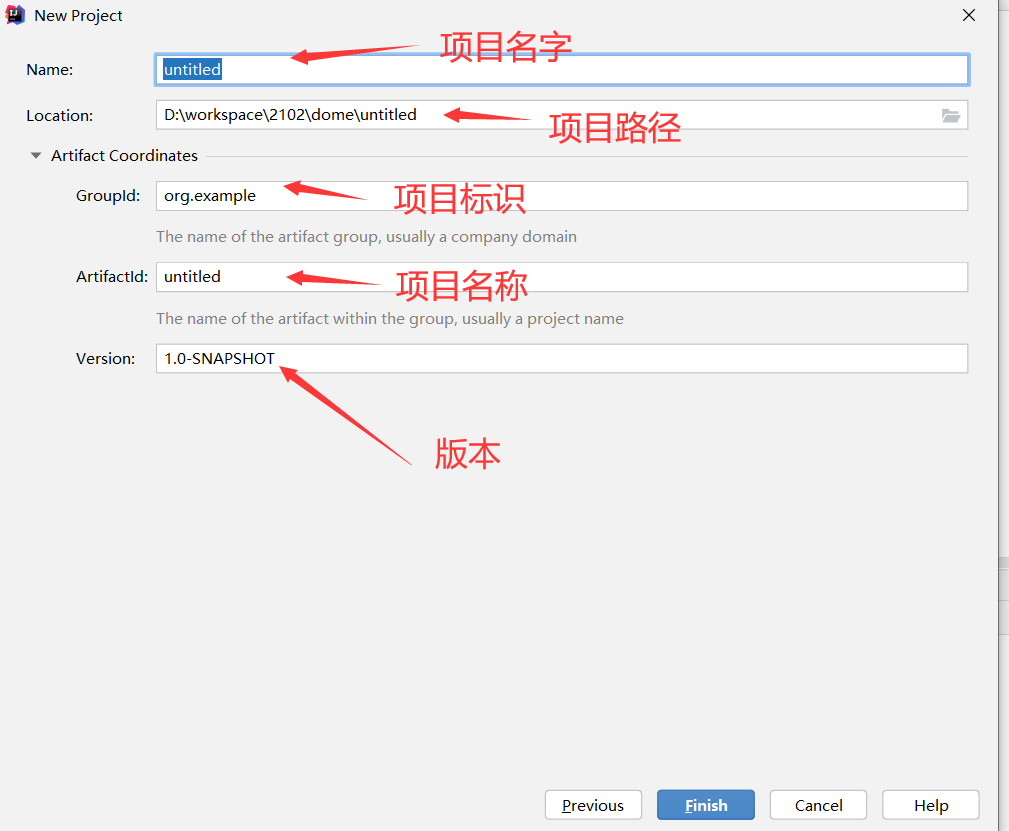 New Project
项目名字
Name: untitled
Location: D:\workspace\2102\dome\untitled
项目路径
Artifact Coordinates
GroupId: org.example
项目标识
The name of the artifact group, usually a company domain
ArtifactId: untitled
项目名称
The name of the artifact within the group, usually a project name
Version: 1.0-SNAPSHOT
版本
Previous Finish Cancel Help